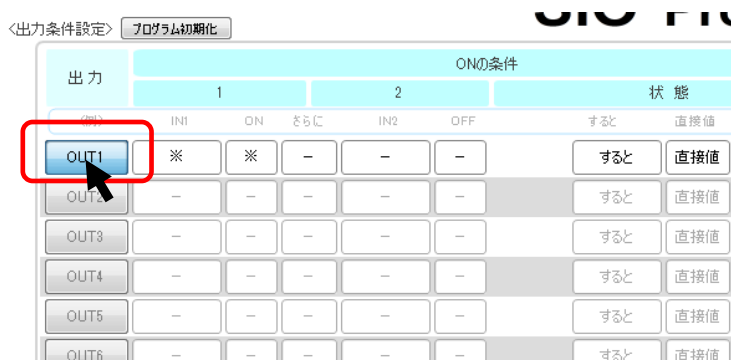 〈出力条件設定〉 プログラム初期化
出力 ONの条件
1 2 状態
(例) IN1 ON さらに IN2 OFF すると 直接値
OUT1 ※ ※ − − − すると 直接値
OUT2 − − − − − すると 直接値
OUT3 − − − − − すると 直接値
OUT4 − − − − − すると 直接値
OUT5 − − − − − すると 直接値
OUT6 − − − − − すると 直接値